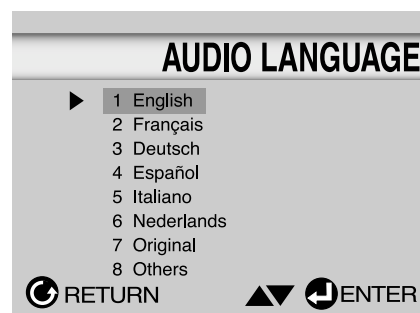 AUDIO LANGUAGE
1 English
2 Français
3 Deutsch
4 Español
5 Italiano
6 Nederlands
7 Original
8 Others
RETURN ENTER